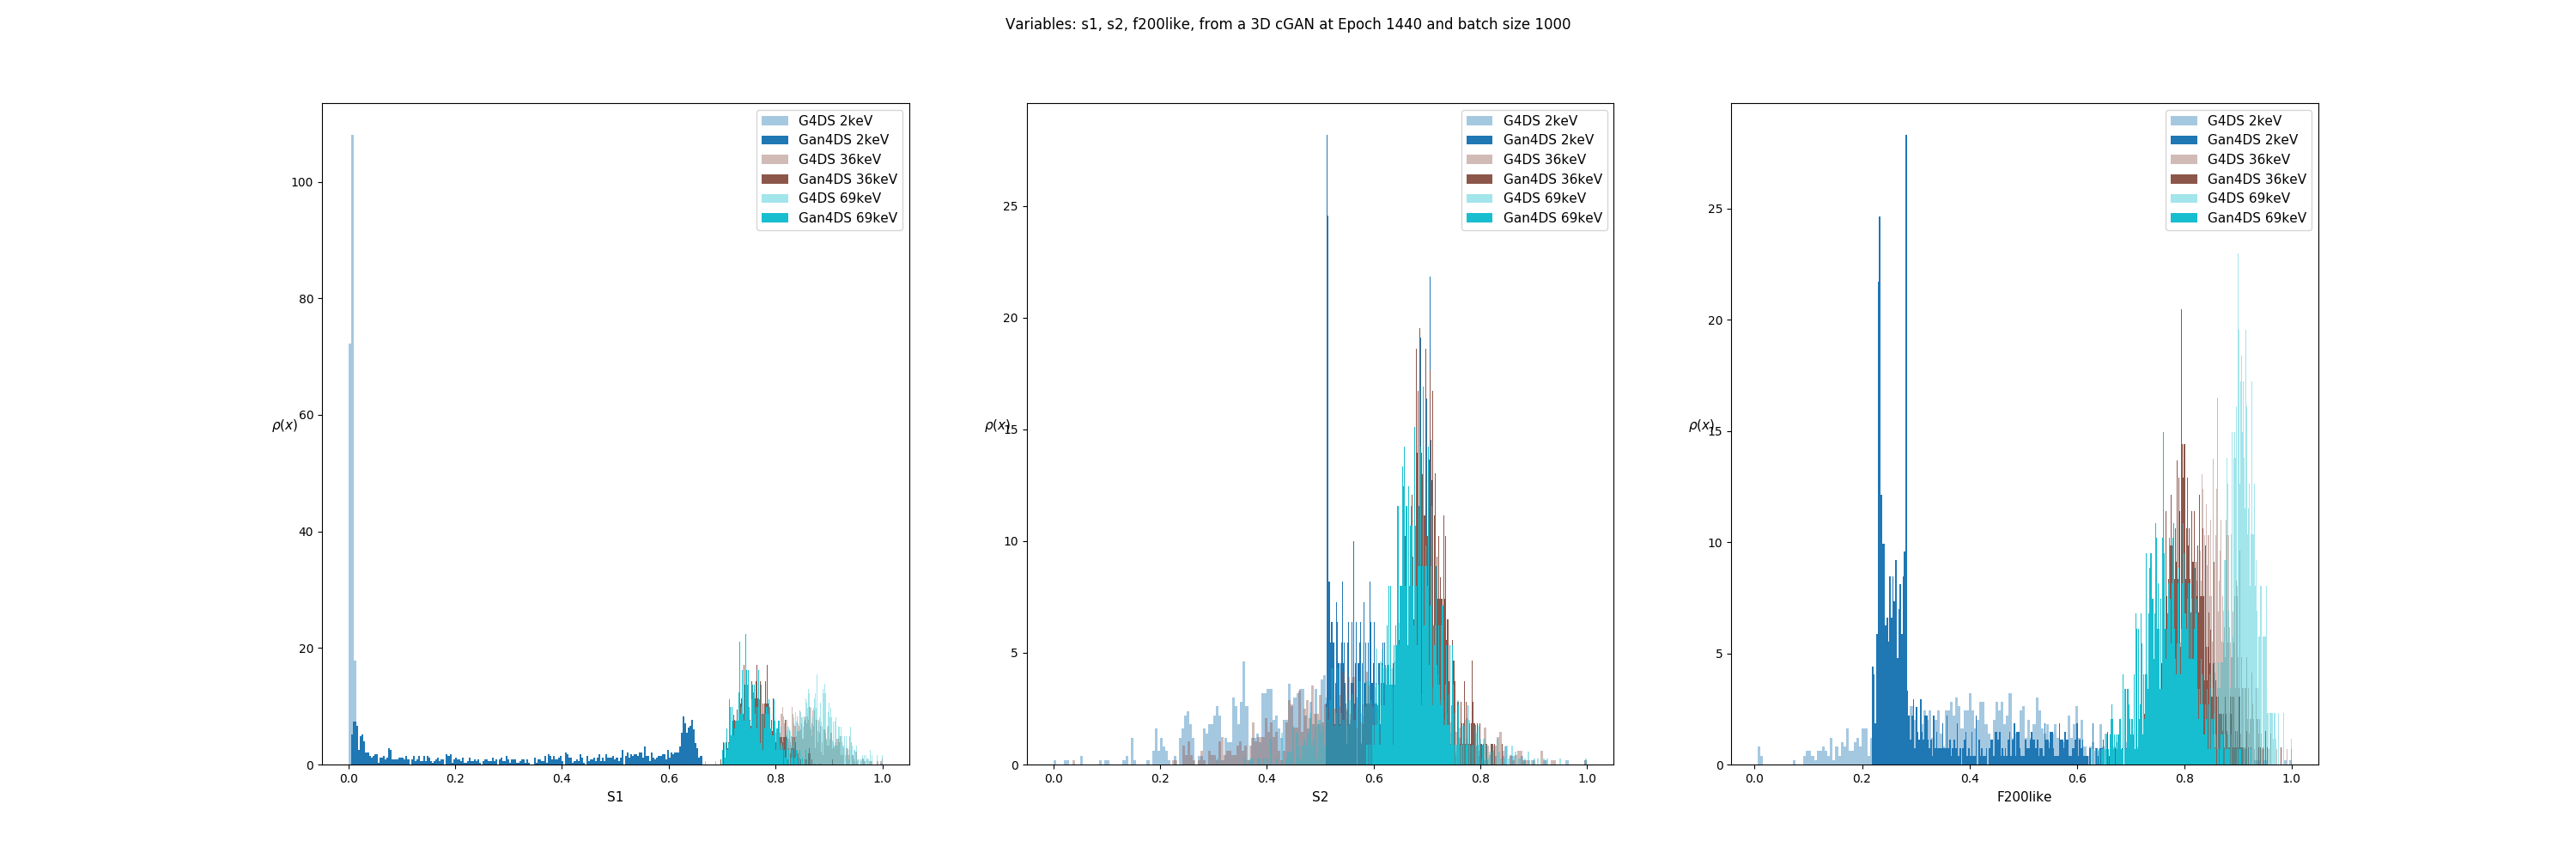 Variables: s1, s2, f200like, from a 3D cGAN at Epoch 1440 and batch size 1000
G4DS 2keV
Gan4DS 2keV
G4DS 36keV
Gan4DS 36keV
G4DS 69keV
Gan4DS 69keV
100
80
60
40
20
0
ρ(x)
0.0 0.2 0.4 0.6 0.8 1.0
S1
G4DS 2keV
Gan4DS 2keV
G4DS 36keV
Gan4DS 36keV
G4DS 69keV
Gan4DS 69keV
25
20
15
10
5
0
ρ(x)
0.0 0.2 0.4 0.6 0.8 1.0
S2
G4DS 2keV
Gan4DS 2keV
G4DS 36keV
Gan4DS 36keV
G4DS 69keV
Gan4DS 69keV
25
20
15
10
5
0
ρ(x)
0.0 0.2 0.4 0.6 0.8 1.0
F200like